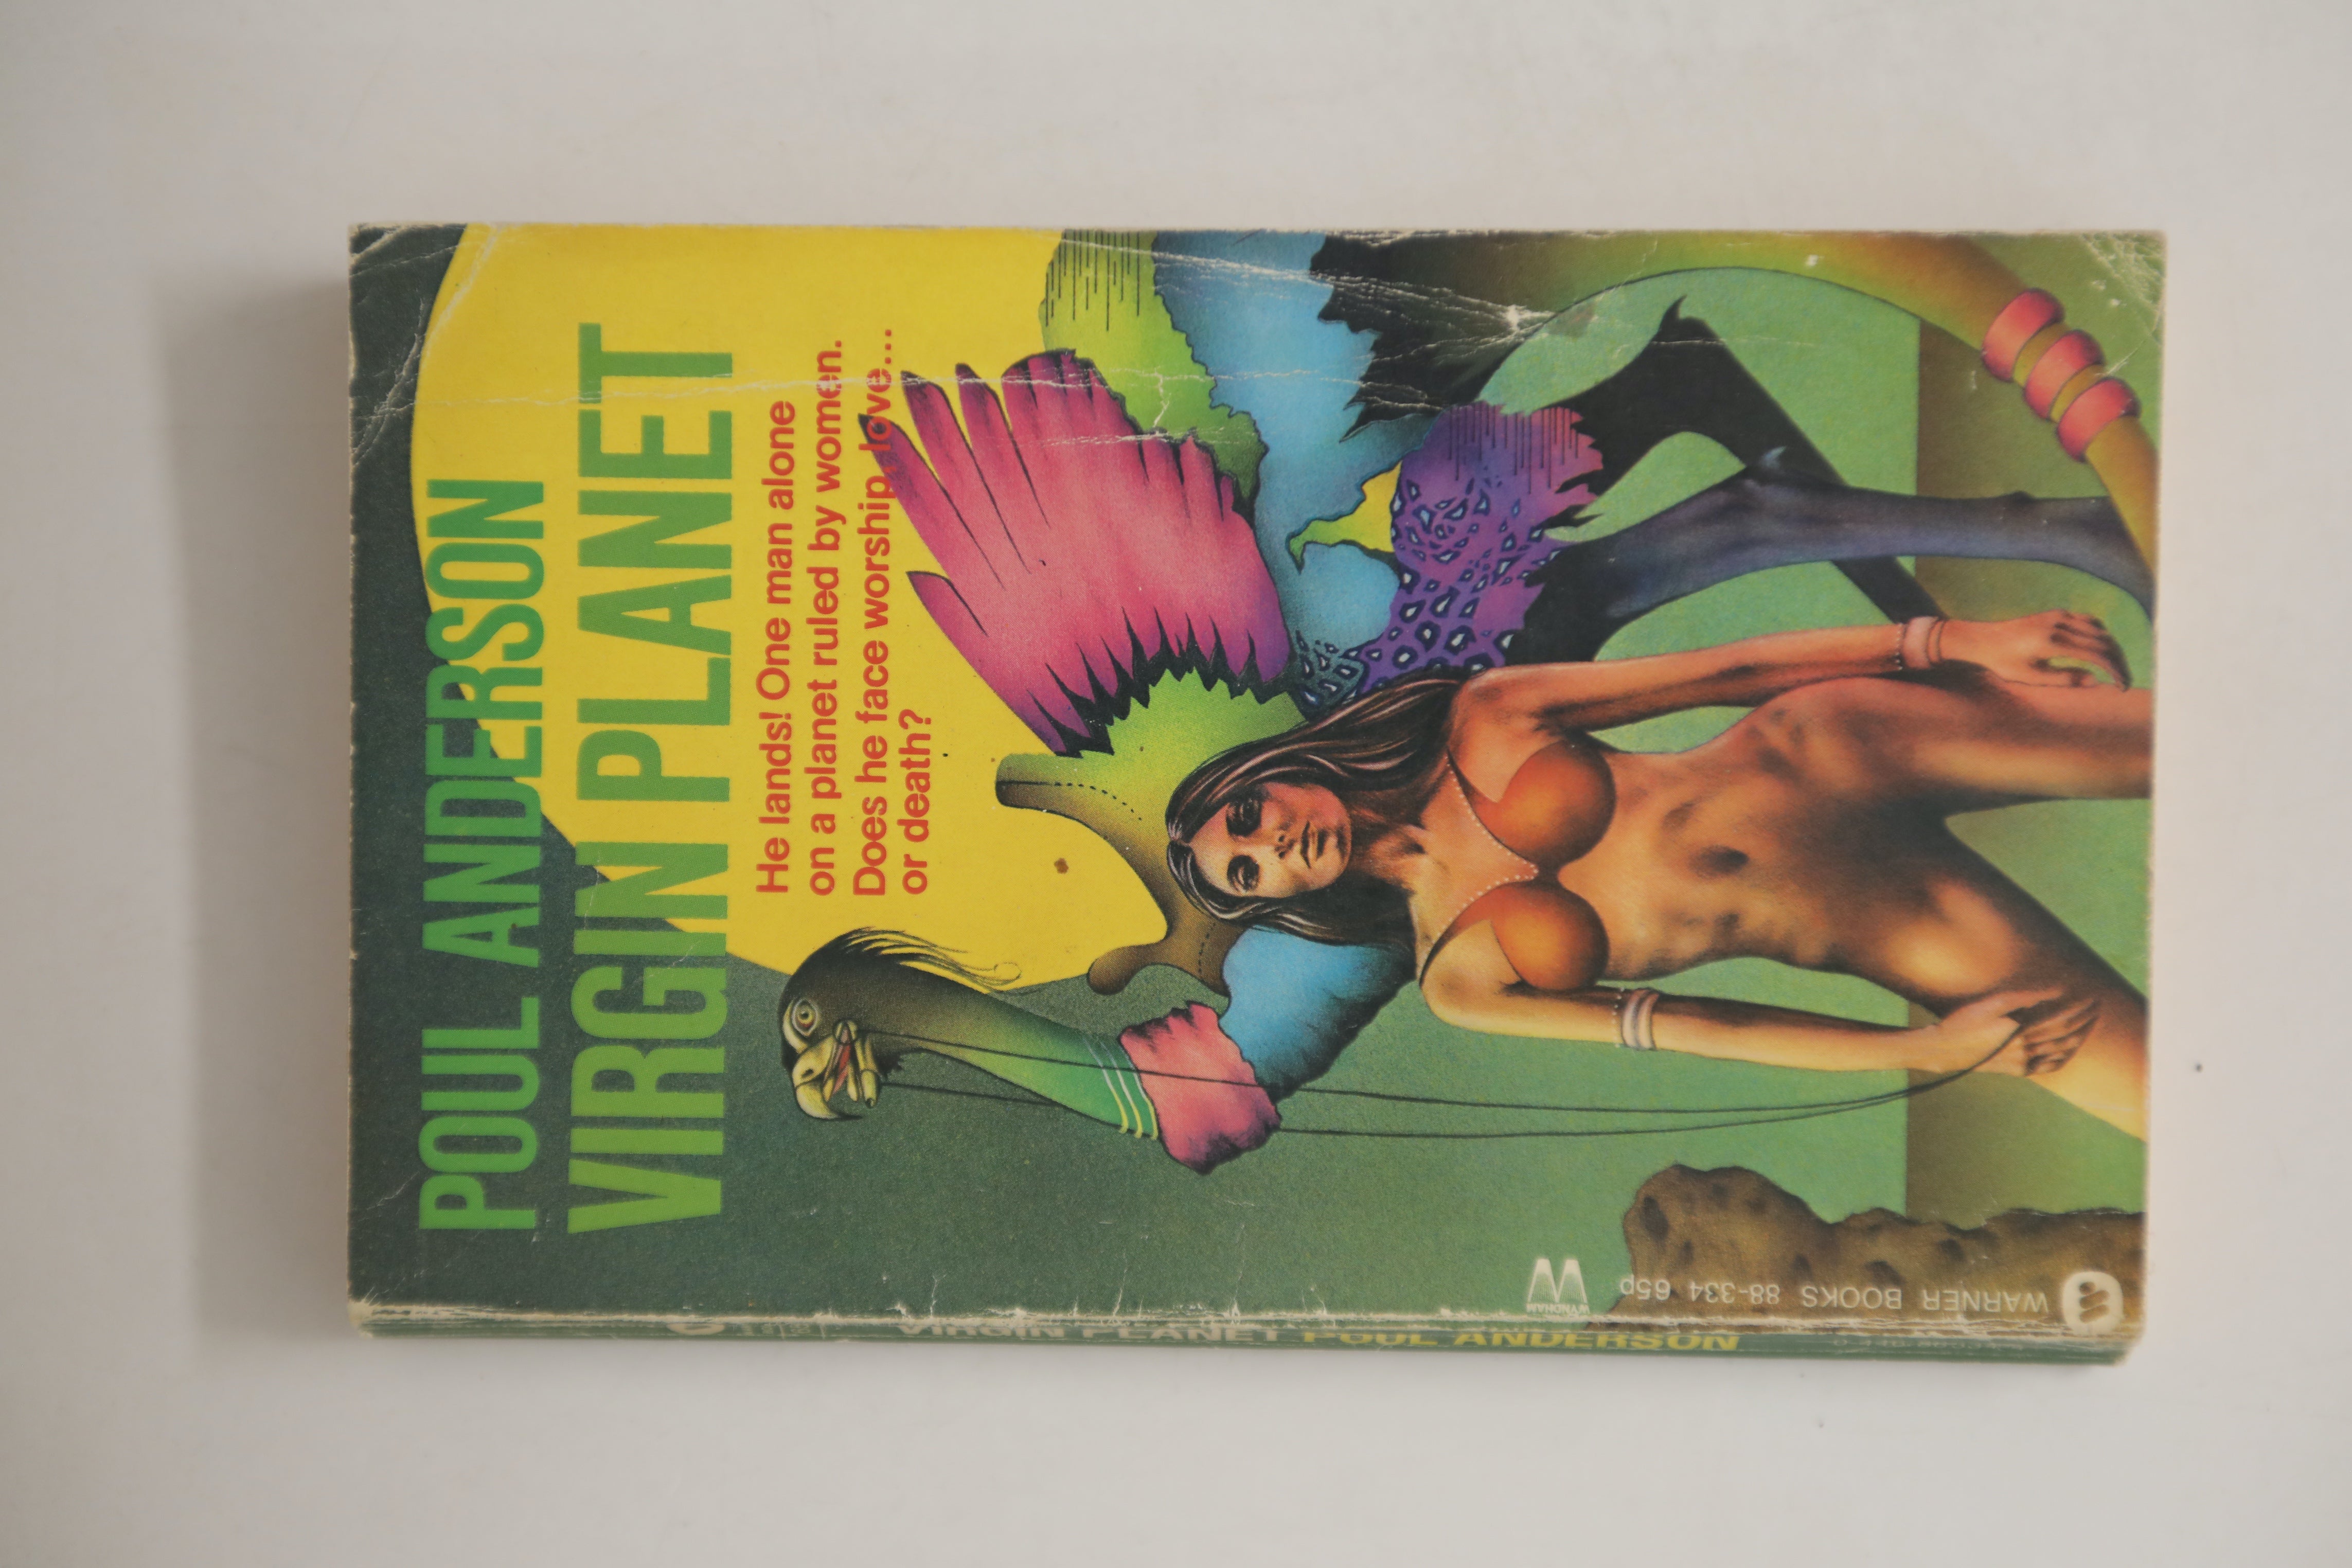 POUL ANDERSON
VIRGIN PLANET
He lands! One man alone
on a planet ruled by women.
Does he face worship, love...
or death?
WYNDHAM
WARNER BOOKS 88-334 65p
VIRGIN PLANET POUL ANDERSON